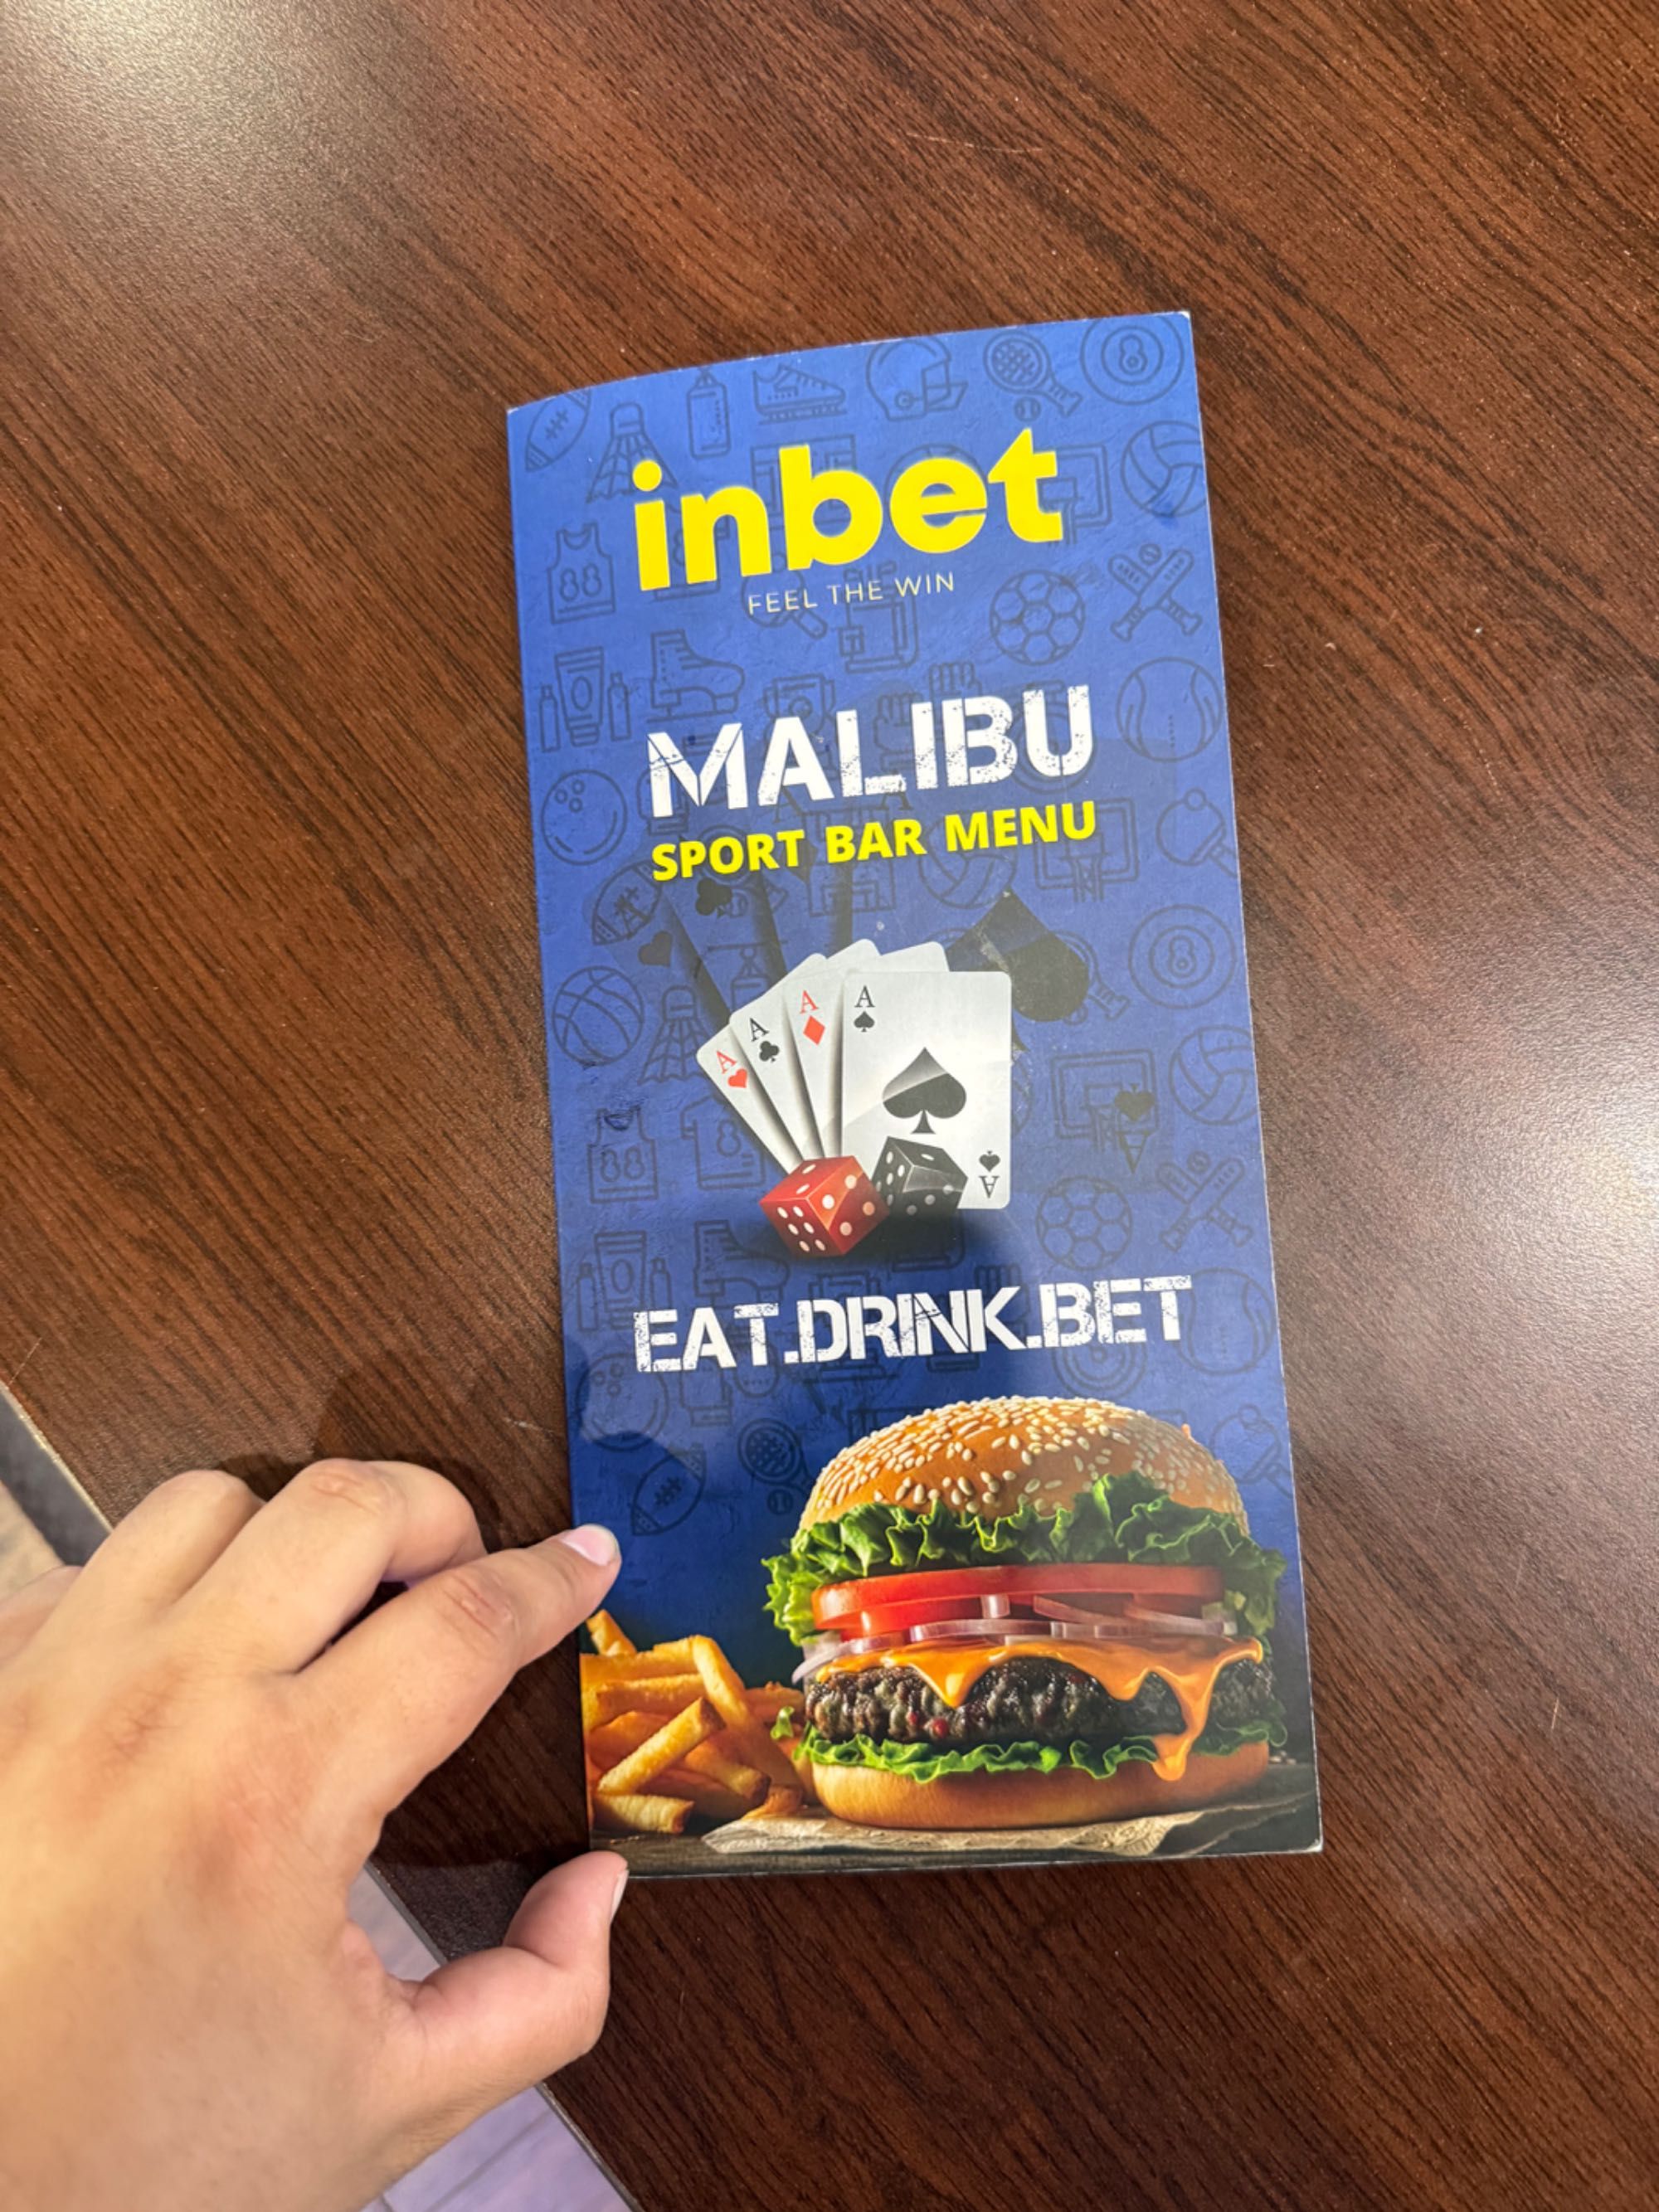 inbet
FEEL THE WIN
MALIBU
SPORT BAR MENU
A
A
A
A
A
EAT.DRINK.BET